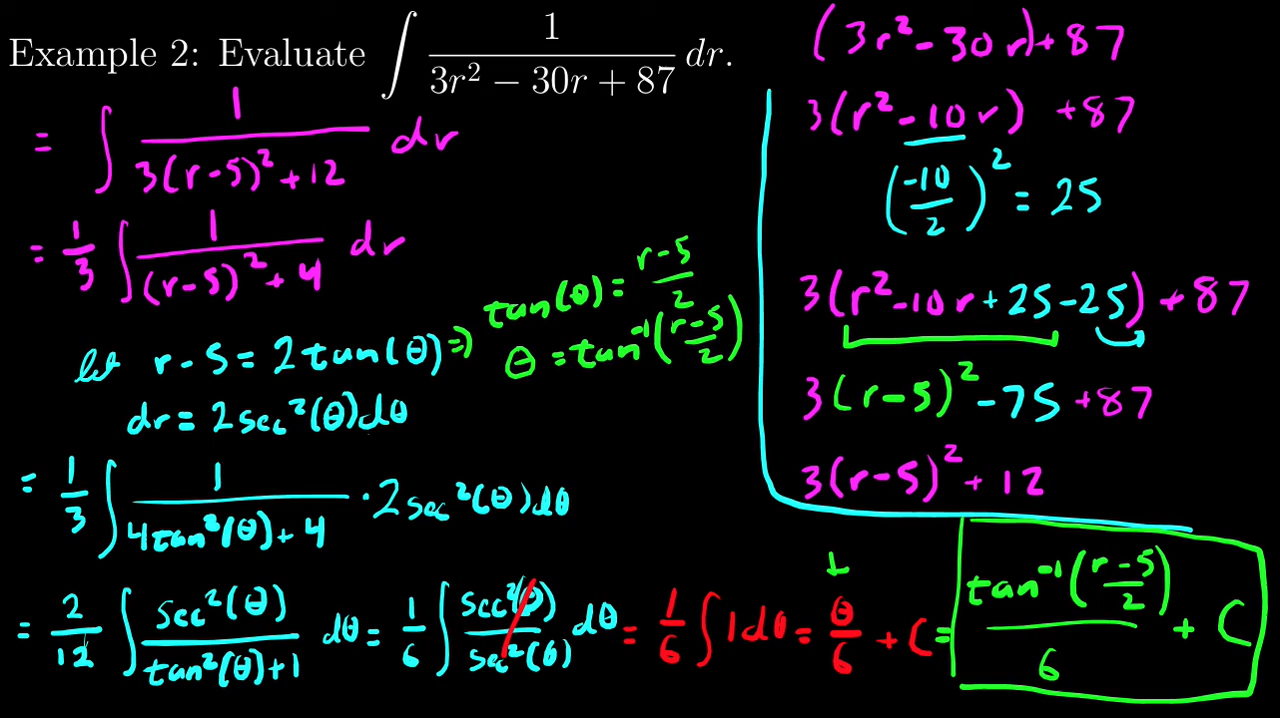 Example 2: Evaluate ∫ 1/(3r² − 30r + 87) dr.
= ∫ 1/(3(r-5)²+12) dr
= 1/3 ∫ 1/((r-5)²+4) dr
let r-5 = 2tan(θ) => tan(θ) = (r-5)/2
θ = tan⁻¹((r-5)/2)
dr = 2sec²(θ)dθ
= 1/3 ∫ 1/(4tan²(θ)+4) · 2sec²(θ)dθ
= 2/12 ∫ sec²(θ)/(tan²(θ)+1) dθ = 1/6 ∫ sec²(θ)/sec²(θ) dθ = 1/6 ∫ 1dθ = θ/6 + C = tan⁻¹((r-5)/2)/6 + C
(3r²-30r)+87
3(r²-10r) +87
(-10/2)² = 25
3(r²-10r+25-25)+87
3(r-5)²-75+87
3(r-5)²+12